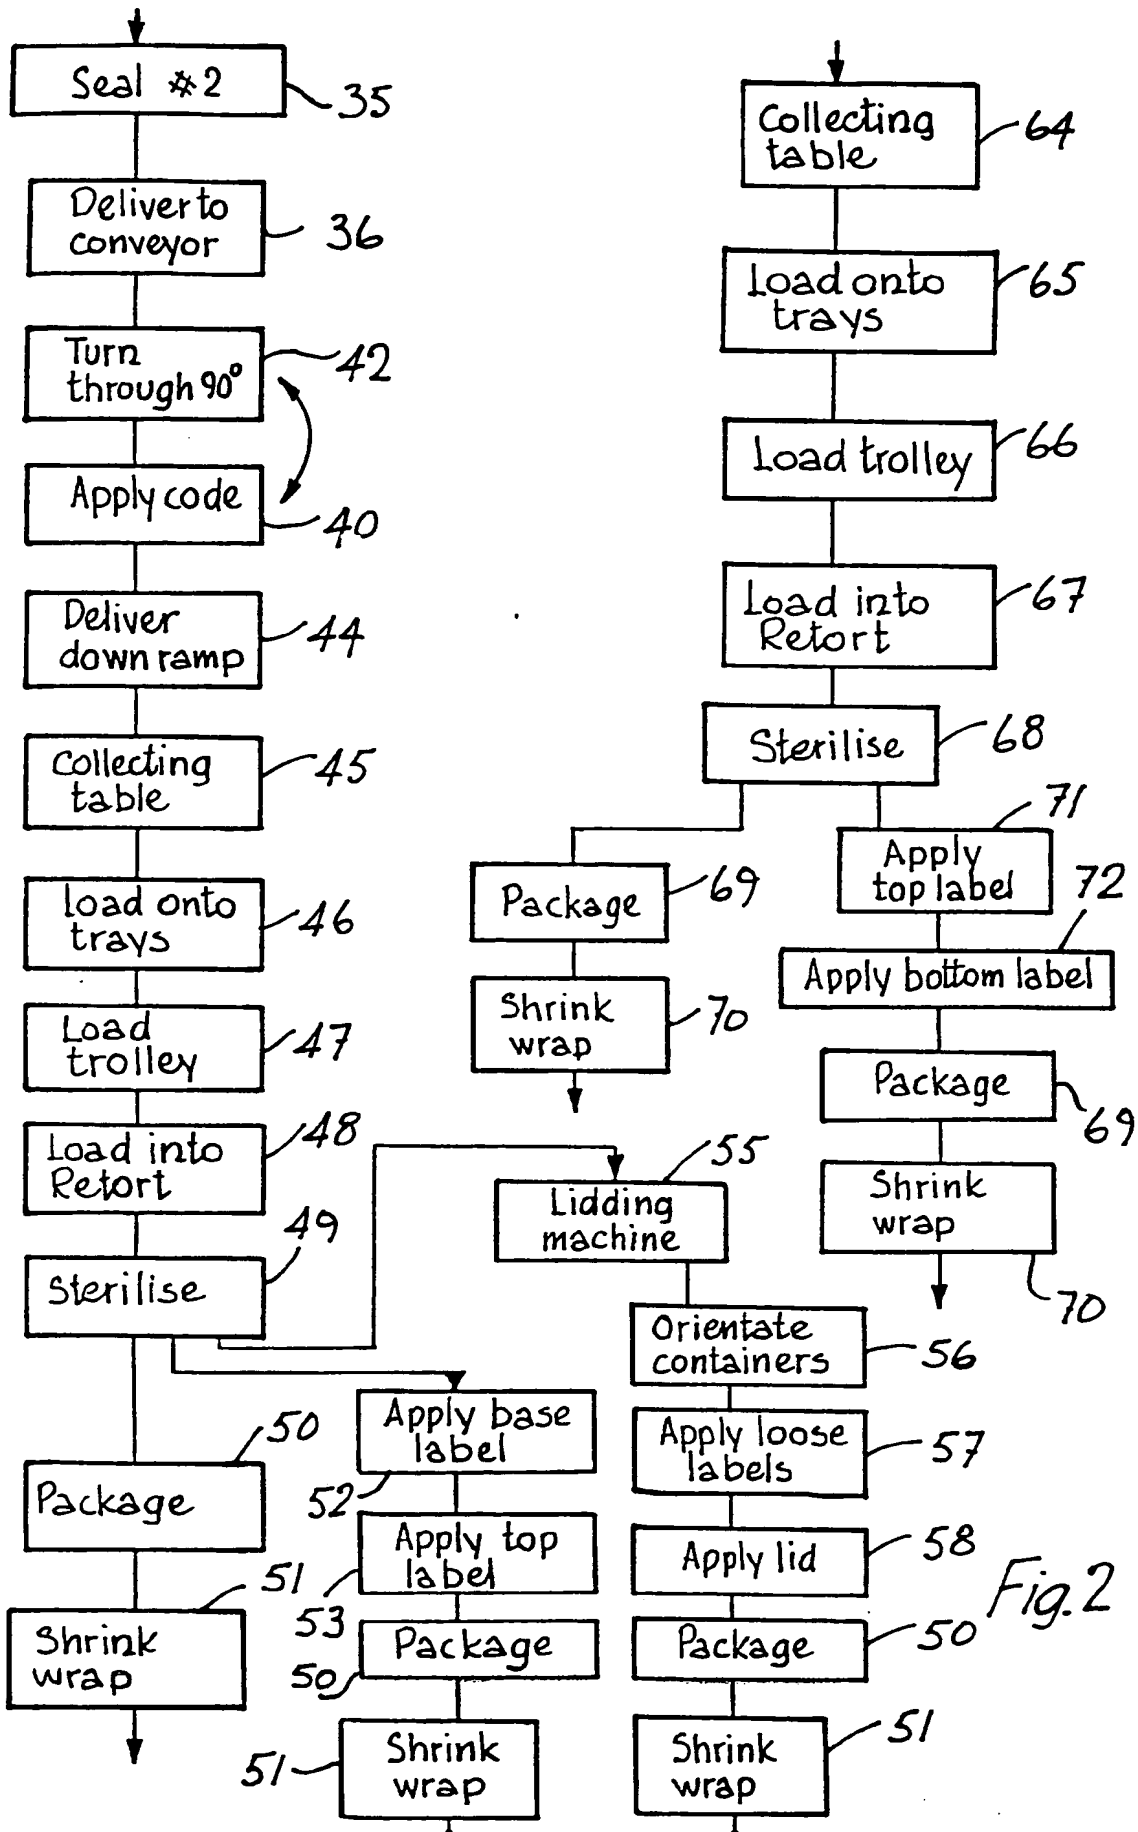 Seal #2
35
Deliver to
conveyor
36
Turn
through 90°
42
Apply code
40
Deliver
down ramp
44
Collecting
table
45
load onto
trays
46
Load
trolley
47
Load into
Retort
48
Sterilise
49
Package
50
Shrink
wrap
51
Apply base
label
52
Apply top
label
53
Package
50
Shrink
wrap
51
Lidding
machine
55
Orientate
containers
56
Apply loose
labels
57
Apply lid
58
Package
50
Shrink
wrap
51
Collecting
table
64
Load onto
trays
65
Load trolley
66
Load into
Retort
67
Sterilise
68
Package
69
Shrink
wrap
70
Apply
top label
71
Apply bottom label
72
Package
69
Shrink
wrap
70
Fig.2